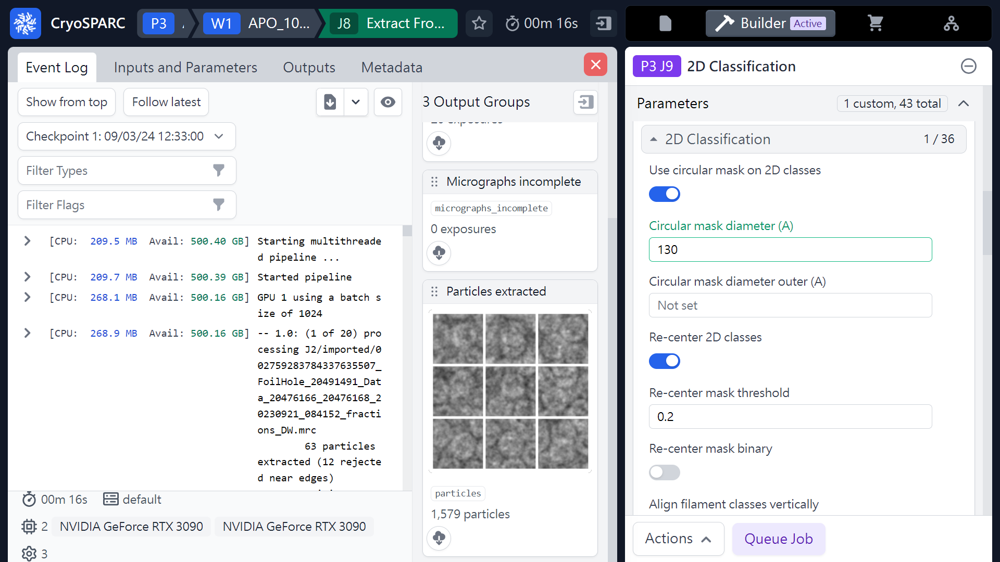 CryoSPARC
P3
W1
APO_10...
J8
Extract Fro...
00m 16s
Builder
Active
Event Log
Inputs and Parameters
Outputs
Metadata
Show from top
Follow latest
Checkpoint 1: 09/03/24 12:33:00
Filter Types
Filter Flags
[CPU: 209.5 MB Avail: 500.40 GB] Starting multithreade
d pipeline ...
[CPU: 209.7 MB Avail: 500.39 GB] Started pipeline
[CPU: 268.1 MB Avail: 500.16 GB] GPU 1 using a batch s
ize of 1024
[CPU: 268.9 MB Avail: 500.16 GB] -- 1.0: (1 of 20) pro
cessing J2/imported/0
02759283784337635507_
FoilHole_20491491_Dat
a_20476166_20476168_2
0230921_084152_fracti
ons_DW.mrc
63 particles
extracted (12 rejecte
d near edges)
00m 16s
default
2
NVIDIA GeForce RTX 3090
NVIDIA GeForce RTX 3090
3
3 Output Groups
20 exposures
Micrographs incomplete
micrographs_incomplete
0 exposures
Particles extracted
particles
1,579 particles
P3 J9
2D Classification
Parameters
1 custom, 43 total
2D Classification
1 / 36
Use circular mask on 2D classes
Circular mask diameter (A)
130
Circular mask diameter outer (A)
Not set
Re-center 2D classes
Re-center mask threshold
0.2
Re-center mask binary
Align filament classes vertically
Actions
Queue Job